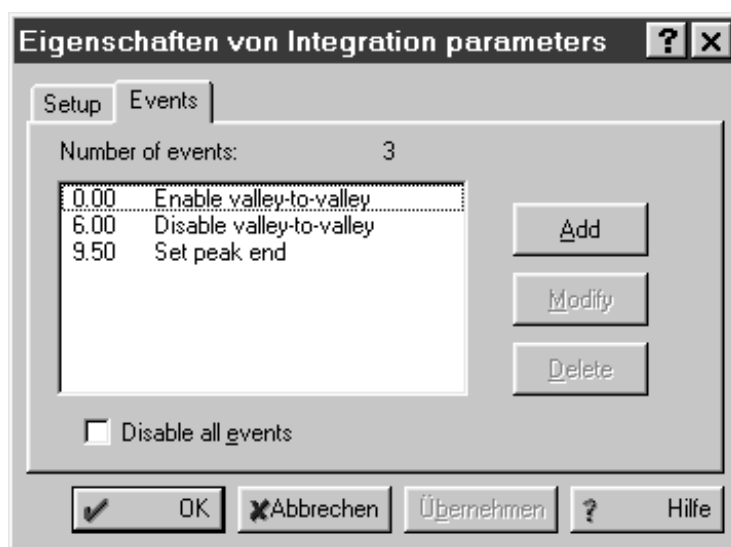 Eigenschaften von Integration parameters ? ×
Setup Events
Number of events: 3
0.00 Enable valley-to-valley
6.00 Disable valley-to-valley
9.50 Set peak end
Add
Modify
Delete
Disable all events
OK Abbrechen Übernehmen ? Hilfe